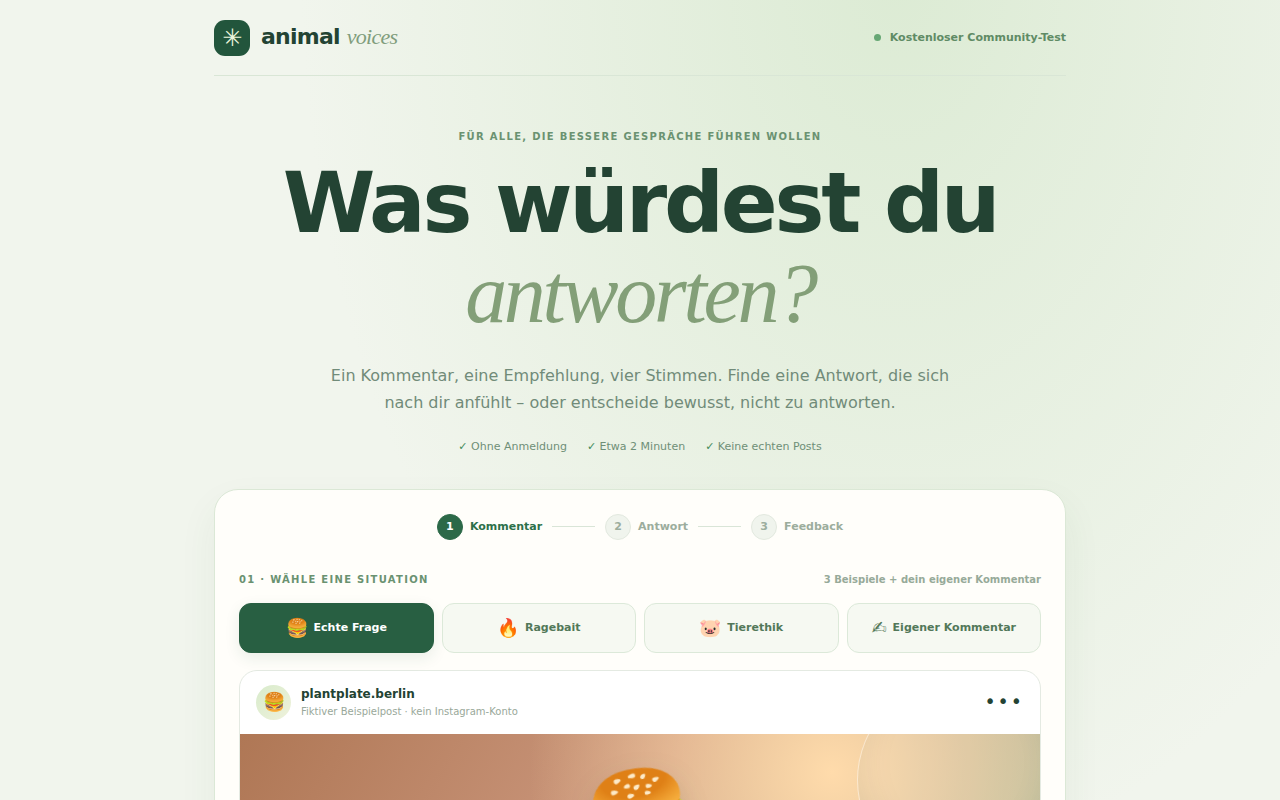 animal voices
Kostenloser Community-Test
FÜR ALLE, DIE BESSERE GESPRÄCHE FÜHREN WOLLEN
Was würdest du
antworten?
Ein Kommentar, eine Empfehlung, vier Stimmen. Finde eine Antwort, die sich
nach dir anfühlt – oder entscheide bewusst, nicht zu antworten.
✓ Ohne Anmeldung ✓ Etwa 2 Minuten ✓ Keine echten Posts
1 Kommentar 2 Antwort 3 Feedback
01 · WÄHLE EINE SITUATION
3 Beispiele + dein eigener Kommentar
🍔 Echte Frage 🔥 Ragebait 🐷 Tierethik ✍ Eigener Kommentar
plantplate.berlin
Fiktiver Beispielpost · kein Instagram-Konto